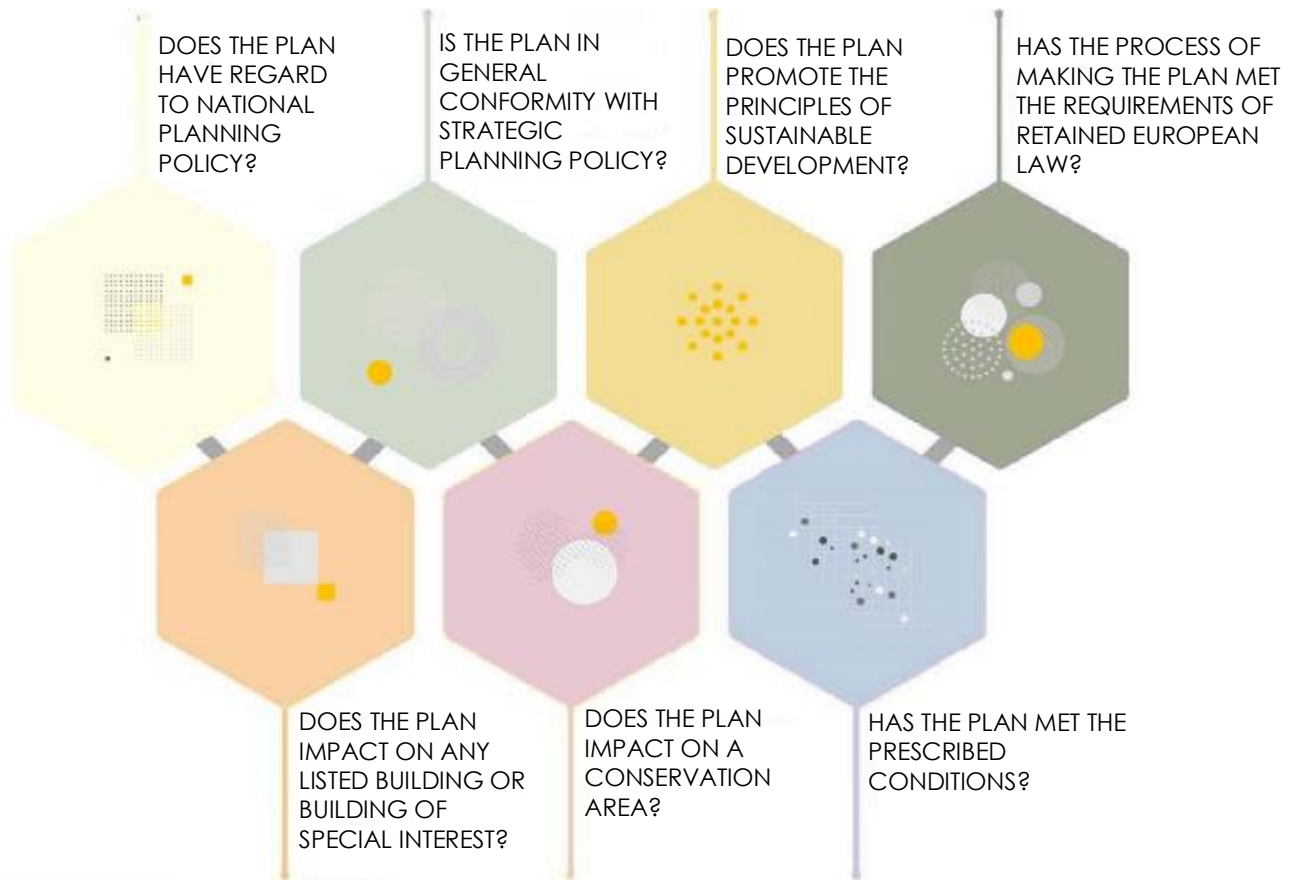 DOES THE PLAN
HAVE REGARD
TO NATIONAL
PLANNING
POLICY?
IS THE PLAN IN
GENERAL
CONFORMITY WITH
STRATEGIC
PLANNING POLICY?
DOES THE PLAN
PROMOTE THE
PRINCIPLES OF
SUSTAINABLE
DEVELOPMENT?
HAS THE PROCESS OF
MAKING THE PLAN MET
THE REQUIREMENTS OF
RETAINED EUROPEAN
LAW?
DOES THE PLAN
IMPACT ON ANY
LISTED BUILDING OR
BUILDING OF
SPECIAL INTEREST?
DOES THE PLAN
IMPACT ON A
CONSERVATION
AREA?
HAS THE PLAN MET THE
PRESCRIBED
CONDITIONS?